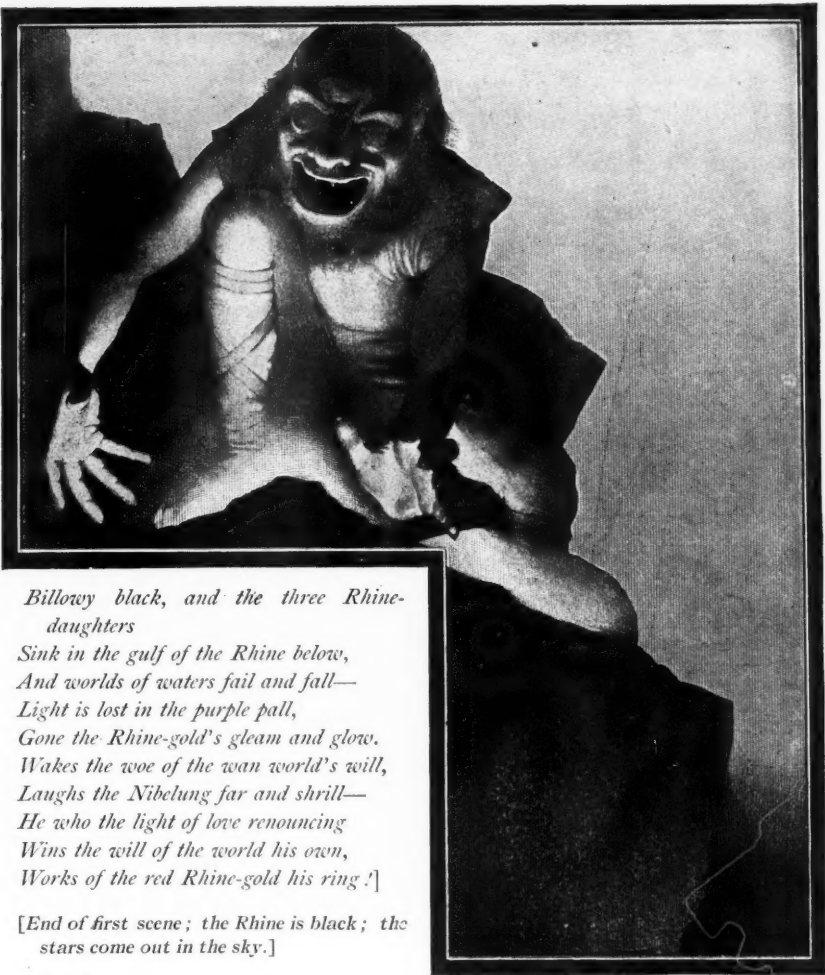 Billowy black, and the three Rhine-
daughters
Sink in the gulf of the Rhine below,
And worlds of waters fail and fall—
Light is lost in the purple pall,
Gone the Rhine-gold's gleam and glow.
Wakes the woe of the wan world's will,
Laughs the Nibelung far and shrill—
He who the light of love renouncing
Wins the will of the world his own,
Works of the red Rhine-gold his ring!]
[End of first scene; the Rhine is black; the
stars come out in the sky.]